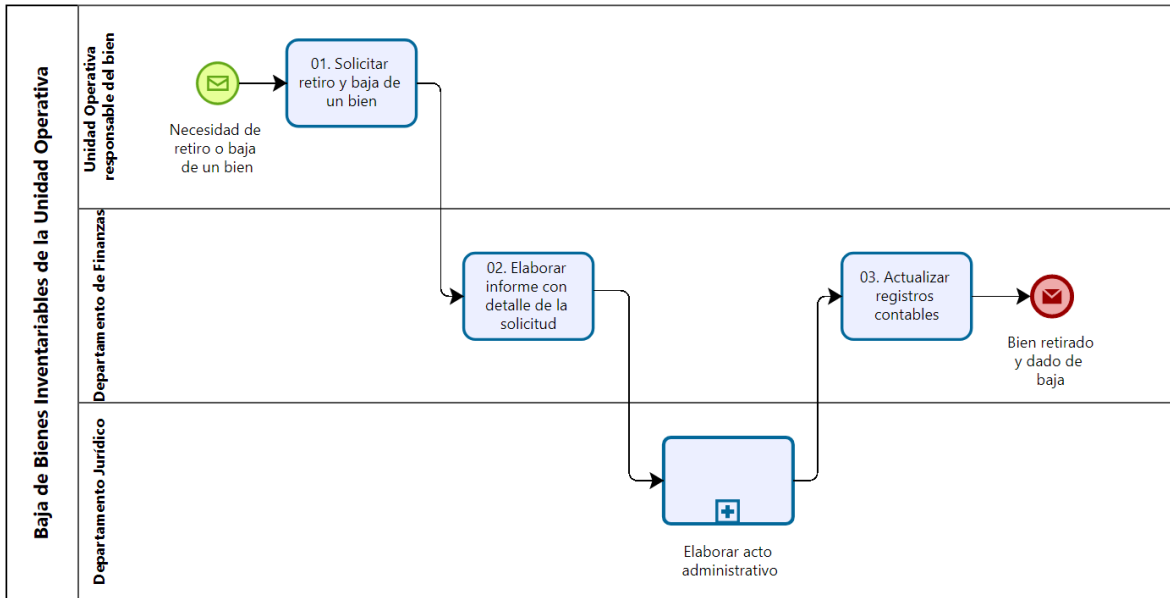 Baja de Bienes Inventariables de la Unidad Operativa
Unidad Operativa
responsable del bien
Necesidad de
retiro o baja
de un bien
01. Solicitar
retiro y baja de
un bien
Departamento de Finanzas
02. Elaborar
informe con
detalle de la
solicitud
03. Actualizar
registros
contables
Bien retirado
y dado de
baja
Departamento Jurídico
Elaborar acto
administrativo